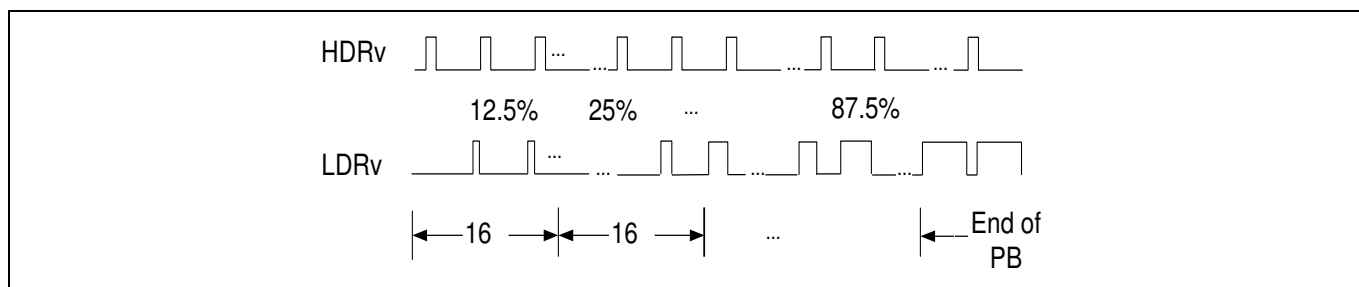 HDRv ... ... ... ...
12.5% 25% ... 87.5%
LDRv ... ... ... ...
16 16 ... End of
PB